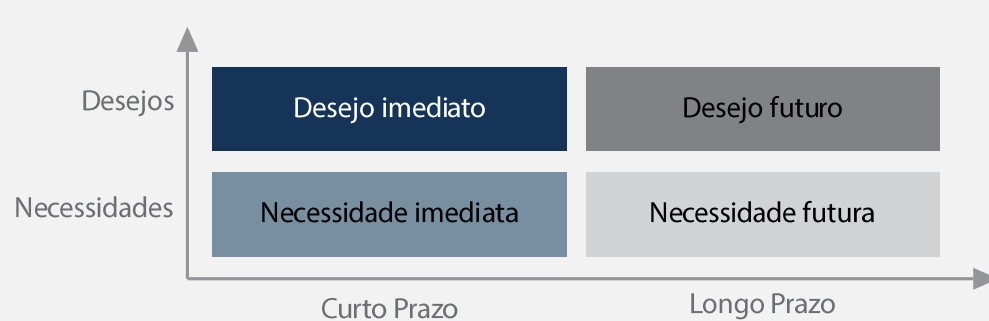 Desejos
Desejo imediato
Desejo futuro
Necessidades
Necessidade imediata
Necessidade futura
Curto Prazo
Longo Prazo